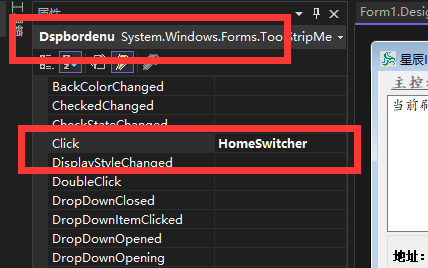 属性
Form1.Desig
Dspbordenu System.Windows.Forms.ToolStripMe
星辰
主控
当前刷
BackColorChanged
CheckedChanged
CheckStateChanged
Click HomeSwitcher
DisplayStyleChanged
DoubleClick
DropDownClosed
DropDownItemClicked
DropDownOpened
DropDownOpening
地址: